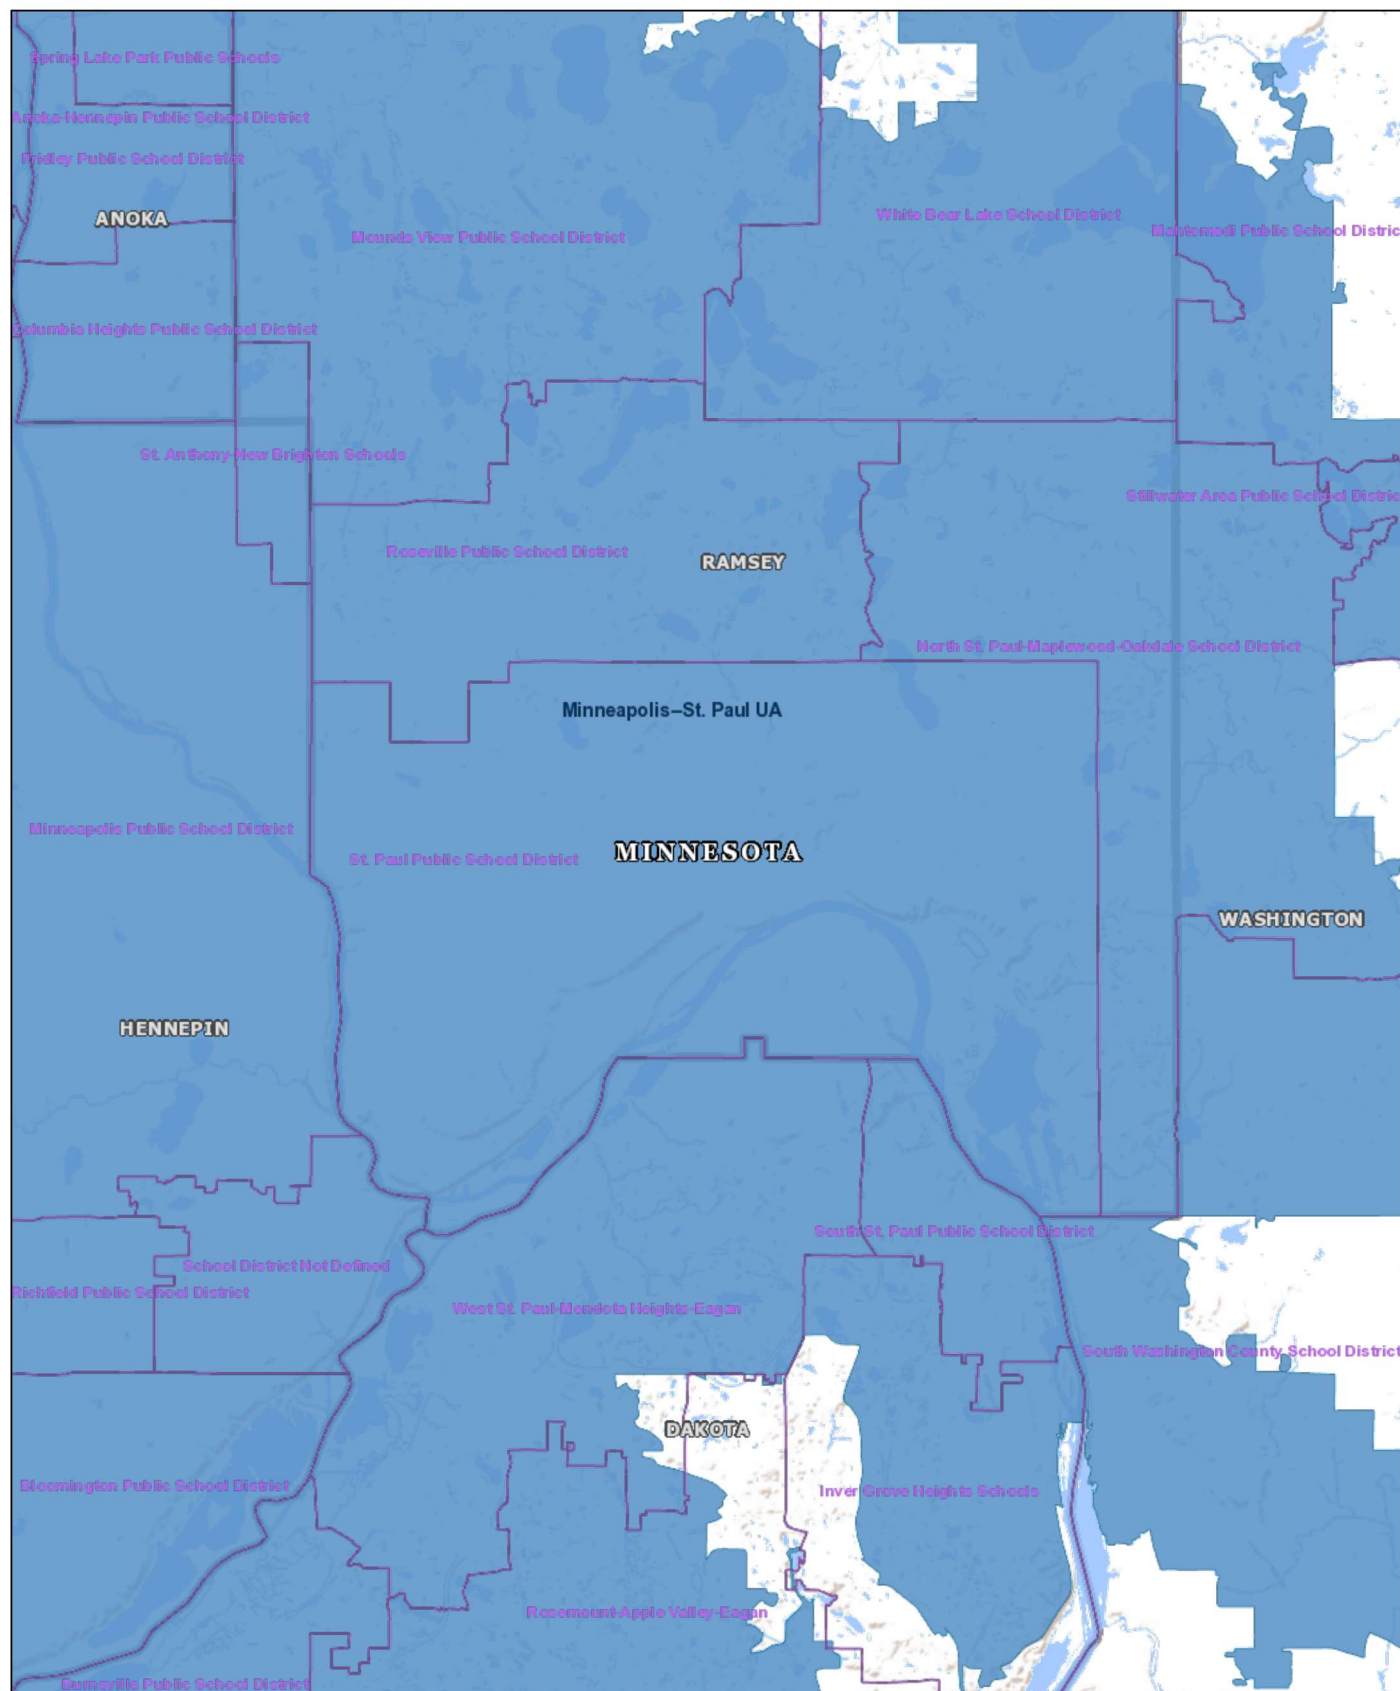 Spring Lake Park Public Schools
Anoka-Hennepin Public School District
Fridley Public School District
ANOKA
White Bear Lake School District
Mahtomedi Public School Distric
Mounds View Public School District
Columbia Heights Public School District
St. Anthony-New Brighton Schools
Stillwater Area Public School Distric
Roseville Public School District
RAMSEY
North St. Paul-Maplewood-Oakdale School District
Minneapolis–St. Paul UA
Minneapolis Public School District
St. Paul Public School District
MINNESOTA
WASHINGTON
HENNEPIN
South St. Paul Public School District
School District Not Defined
Richfield Public School District
West St. Paul-Mendota Heights-Eagan
South Washington County School District
DAKOTA
Bloomington Public School District
Inver Grove Heights Schools
Rosemount-Apple Valley-Eagan
Burnsville Public School District